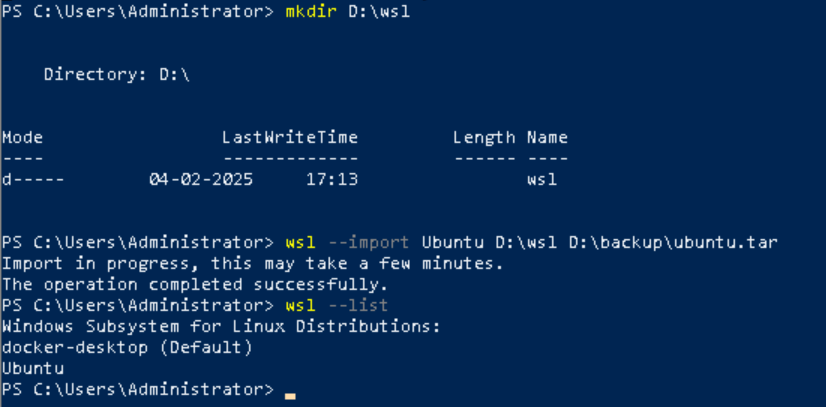 PS C:\Users\Administrator> mkdir D:\wsl
Directory: D:\
Mode LastWriteTime Length Name
---- ------------- ------ ----
d----- 04-02-2025 17:13 wsl
PS C:\Users\Administrator> wsl --import Ubuntu D:\wsl D:\backup\ubuntu.tar
Import in progress, this may take a few minutes.
The operation completed successfully.
PS C:\Users\Administrator> wsl --list
Windows Subsystem for Linux Distributions:
docker-desktop (Default)
Ubuntu
PS C:\Users\Administrator>